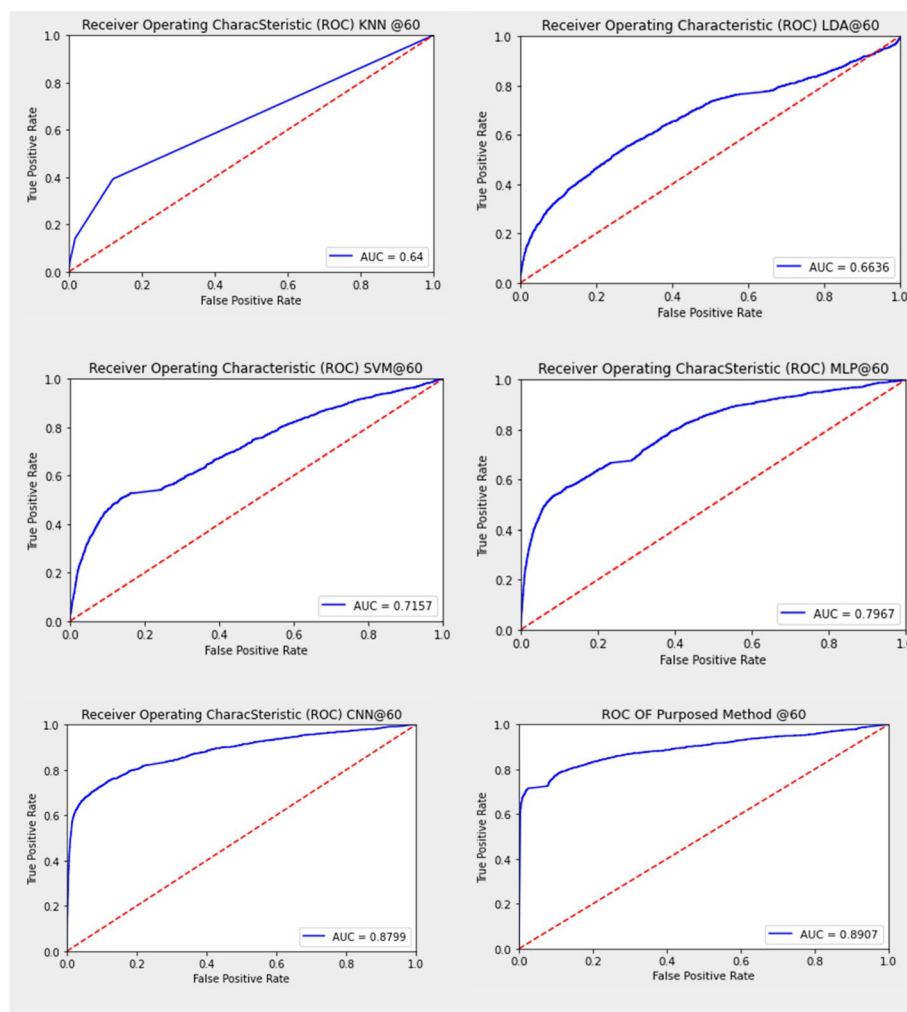 Receiver Operating CharacSteristic (ROC) KNN @60
1.0
0.8
0.6
0.4
0.2
0.0
True Positive Rate
AUC = 0.64
0.0 0.2 0.4 0.6 0.8 1.0
False Positive Rate
Receiver Operating Characteristic (ROC) LDA@60
1.0
0.8
0.6
0.4
0.2
0.0
True Positive Rate
AUC = 0.6636
0.0 0.2 0.4 0.6 0.8 1.0
False Positive Rate
Receiver Operating Characteristic (ROC) SVM@60
1.0
0.8
0.6
0.4
0.2
0.0
True Positive Rate
AUC = 0.7157
0.0 0.2 0.4 0.6 0.8 1.0
False Positive Rate
Receiver Operating CharacSteristic (ROC) MLP@60
1.0
0.8
0.6
0.4
0.2
0.0
True Positive Rate
AUC = 0.7967
0.0 0.2 0.4 0.6 0.8
False Positive Rate
Receiver Operating CharacSteristic (ROC) CNN@60
1.0
0.8
0.6
0.4
0.2
0.0
True Positive Rate
AUC = 0.8799
0.0 0.2 0.4 0.6 0.8 1.0
False Positive Rate
ROC OF Purposed Method @60
1.0
0.8
0.6
0.4
0.2
0.0
True Positive Rate
AUC = 0.8907
0.0 0.2 0.4 0.6 0.8 1.0
False Positive Rate